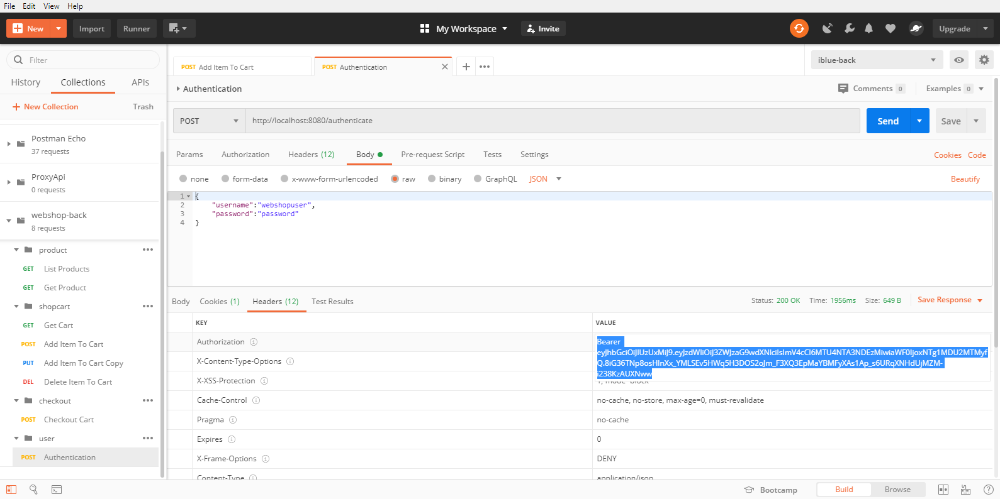 File Edit View Help
New Import Runner My Workspace Invite Upgrade
Filter
History Collections APIs
New Collection Trash
Postman Echo
37 requests
ProxyApi
0 requests
webshop-back
8 requests
product
GET List Products
GET Get Product
shopcart
GET Get Cart
POST Add Item To Cart
PUT Add Item To Cart Copy
DEL Delete Item To Cart
checkout
POST Checkout Cart
user
POST Authentication
POST Add Item To Cart POST Authentication iblue-back
Authentication Comments 0 Examples 0
POST http://localhost:8080/authenticate Send Save
Params Authorization Headers (12) Body Pre-request Script Tests Settings Cookies Code
none form-data x-www-form-urlencoded raw binary GraphQL JSON Beautify
1 {
2 "username":"webshopuser",
3 "password":"password"
4 }
Body Cookies (1) Headers (12) Test Results Status: 200 OK Time: 1956ms Size: 649 B Save Response
KEY VALUE
Authorization Bearer
X-Content-Type-Options
X-XSS-Protection
Cache-Control no-cache, no-store, max-age=0, must-revalidate
Pragma no-cache
Expires 0
X-Frame-Options DENY
Content-Type application/json
Bootcamp Build Browse